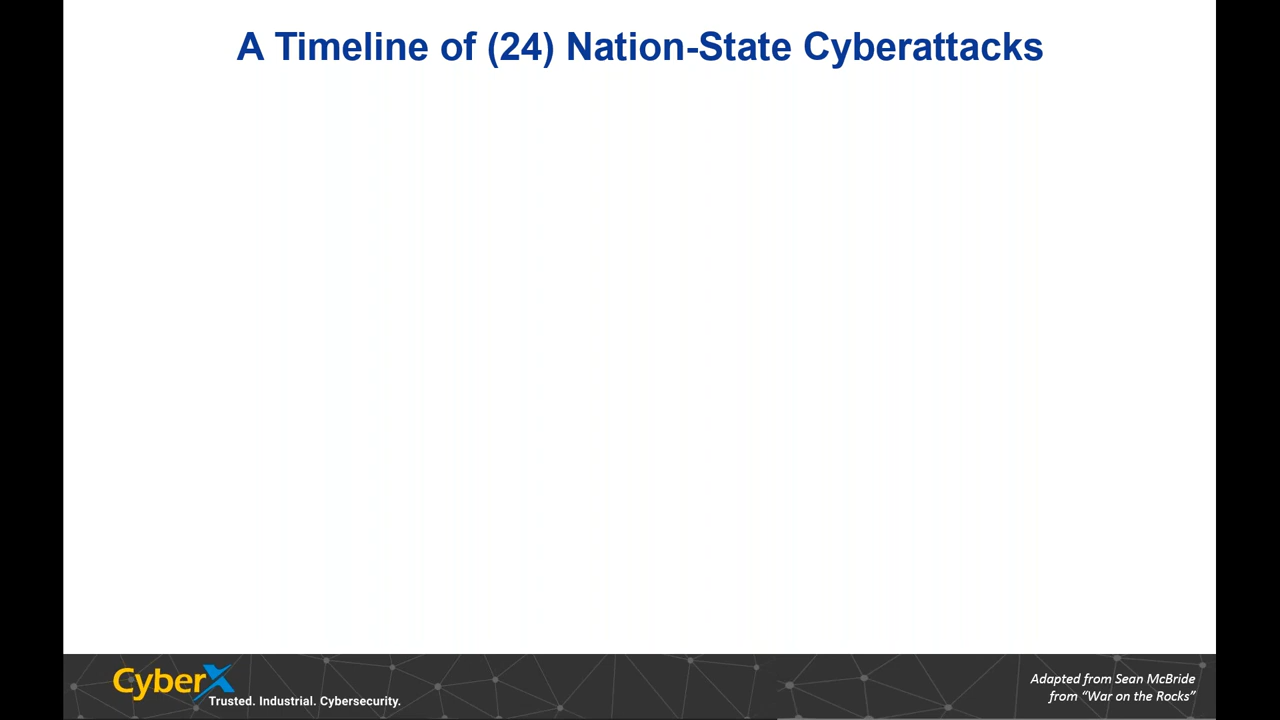 A Timeline of (24) Nation-State Cyberattacks
CyberX
Trusted. Industrial. Cybersecurity.
Adapted from Sean McBride
from “War on the Rocks”